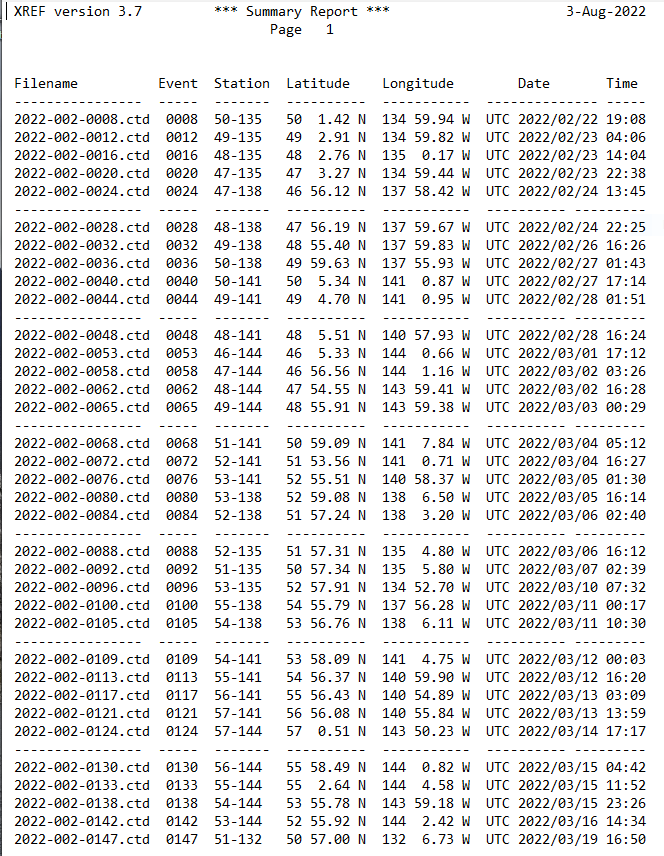 XREF version 3.7         *** Summary Report ***                      3-Aug-2022
                                Page   1
Filename          Event  Station  Latitude    Longitude        Date       Time
----------------  -----  -------  ----------  -----------  ---------- ---------
2022-002-0008.ctd  0008  50-135   50  1.42 N  134 59.94 W  UTC 2022/02/22 19:08
2022-002-0012.ctd  0012  49-135   49  2.91 N  134 59.82 W  UTC 2022/02/23 04:06
2022-002-0016.ctd  0016  48-135   48  2.76 N  135  0.17 W  UTC 2022/02/23 14:04
2022-002-0020.ctd  0020  47-135   47  3.27 N  134 59.44 W  UTC 2022/02/23 22:38
2022-002-0024.ctd  0024  47-138   46 56.12 N  137 58.42 W  UTC 2022/02/24 13:45
----------------  -----  -------  ----------  -----------  ---------- ---------
2022-002-0028.ctd  0028  48-138   47 56.19 N  137 59.67 W  UTC 2022/02/24 22:25
2022-002-0032.ctd  0032  49-138   48 55.40 N  137 59.83 W  UTC 2022/02/26 16:26
2022-002-0036.ctd  0036  50-138   49 59.63 N  137 55.93 W  UTC 2022/02/27 01:43
2022-002-0040.ctd  0040  50-141   50  5.34 N  141  0.87 W  UTC 2022/02/27 17:14
2022-002-0044.ctd  0044  49-141   49  4.70 N  141  0.95 W  UTC 2022/02/28 01:51
----------------  -----  -------  ----------  -----------  ---------- ---------
2022-002-0048.ctd  0048  48-141   48  5.51 N  140 57.93 W  UTC 2022/02/28 16:24
2022-002-0053.ctd  0053  46-144   46  5.33 N  144  0.66 W  UTC 2022/03/01 17:12
2022-002-0058.ctd  0058  47-144   46 56.56 N  144  1.16 W  UTC 2022/03/02 03:26
2022-002-0062.ctd  0062  48-144   47 54.55 N  143 59.41 W  UTC 2022/03/02 16:28
2022-002-0065.ctd  0065  49-144   48 55.91 N  143 59.38 W  UTC 2022/03/03 00:29
----------------  -----  -------  ----------  -----------  ---------- ---------
2022-002-0068.ctd  0068  51-141   50 59.09 N  141  7.84 W  UTC 2022/03/04 05:12
2022-002-0072.ctd  0072  52-141   51 53.56 N  141  0.71 W  UTC 2022/03/04 16:27
2022-002-0076.ctd  0076  53-141   52 55.51 N  140 58.37 W  UTC 2022/03/05 01:30
2022-002-0080.ctd  0080  53-138   52 59.08 N  138  6.50 W  UTC 2022/03/05 16:14
2022-002-0084.ctd  0084  52-138   51 57.24 N  138  3.20 W  UTC 2022/03/06 02:40
----------------  -----  -------  ----------  -----------  ---------- ---------
2022-002-0088.ctd  0088  52-135   51 57.31 N  135  4.80 W  UTC 2022/03/06 16:12
2022-002-0092.ctd  0092  51-135   50 57.34 N  135  5.80 W  UTC 2022/03/07 02:39
2022-002-0096.ctd  0096  53-135   52 57.91 N  134 52.70 W  UTC 2022/03/10 07:32
2022-002-0100.ctd  0100  55-138   54 55.79 N  137 56.28 W  UTC 2022/03/11 00:17
2022-002-0105.ctd  0105  54-138   53 56.76 N  138  6.11 W  UTC 2022/03/11 10:30
----------------  -----  -------  ----------  -----------  ---------- ---------
2022-002-0109.ctd  0109  54-141   53 58.09 N  141  4.75 W  UTC 2022/03/12 00:03
2022-002-0113.ctd  0113  55-141   54 56.37 N  140 59.90 W  UTC 2022/03/12 16:20
2022-002-0117.ctd  0117  56-141   55 56.43 N  140 54.89 W  UTC 2022/03/13 03:09
2022-002-0121.ctd  0121  57-141   56 56.08 N  140 55.84 W  UTC 2022/03/13 13:59
2022-002-0124.ctd  0124  57-144   57  0.51 N  143 50.23 W  UTC 2022/03/14 17:17
----------------  -----  -------  ----------  -----------  ---------- ---------
2022-002-0130.ctd  0130  56-144   55 58.49 N  144  0.82 W  UTC 2022/03/15 04:42
2022-002-0133.ctd  0133  55-144   55  2.64 N  144  4.58 W  UTC 2022/03/15 11:52
2022-002-0138.ctd  0138  54-144   53 55.78 N  143 59.18 W  UTC 2022/03/15 23:26
2022-002-0142.ctd  0142  53-144   52 55.92 N  144  2.42 W  UTC 2022/03/16 14:34
2022-002-0147.ctd  0147  51-132   50 57.00 N  132  6.73 W  UTC 2022/03/19 16:50